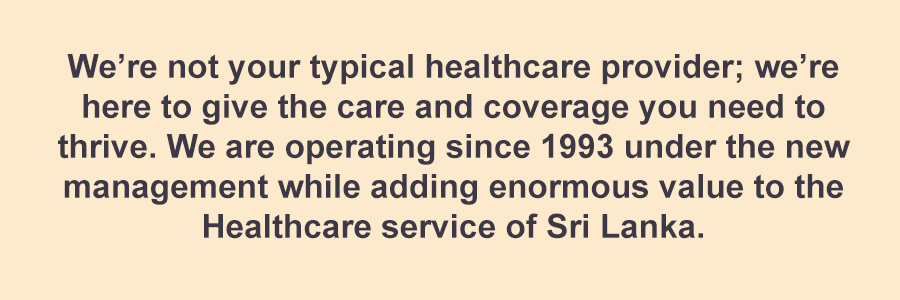 We’re not your typical healthcare provider; we’re
here to give the care and coverage you need to
thrive. We are operating since 1993 under the new
management while adding enormous value to the
Healthcare service of Sri Lanka.